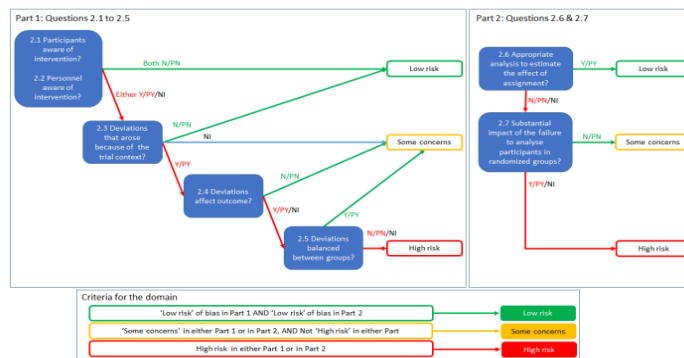 Part 1: Questions 2.1 to 2.5
2.1 Participants
aware of
intervention?
2.2 Personnel
aware of
intervention?
Both N/PN
Low risk
Either Y/PY/NI
2.3 Deviations
that arose
because of the
trial context?
N/PN
NI
Some concerns
Y/PY
2.4 Deviations
affect outcome?
N/PN
Y/PY/NI
2.5 Deviations
balanced
between groups?
Y/PY
N/PN/NI
High risk
Part 2: Questions 2.6 & 2.7
2.6 Appropriate
analysis to estimate
the effect of
assignment?
Y/PY
Low risk
N/PN/NI
2.7 Substantial
impact of the failure
to analyse
participants in
randomized groups?
N/PN
Some concerns
Y/PY/NI
High risk
Criteria for the domain
'Low risk' of bias in Part 1 AND 'Low risk' of bias in Part 2
Low risk
'Some concerns' in either Part 1 or in Part 2, AND Not 'High risk' in either Part
Some concerns
High risk in either Part 1 or in Part 2
High risk